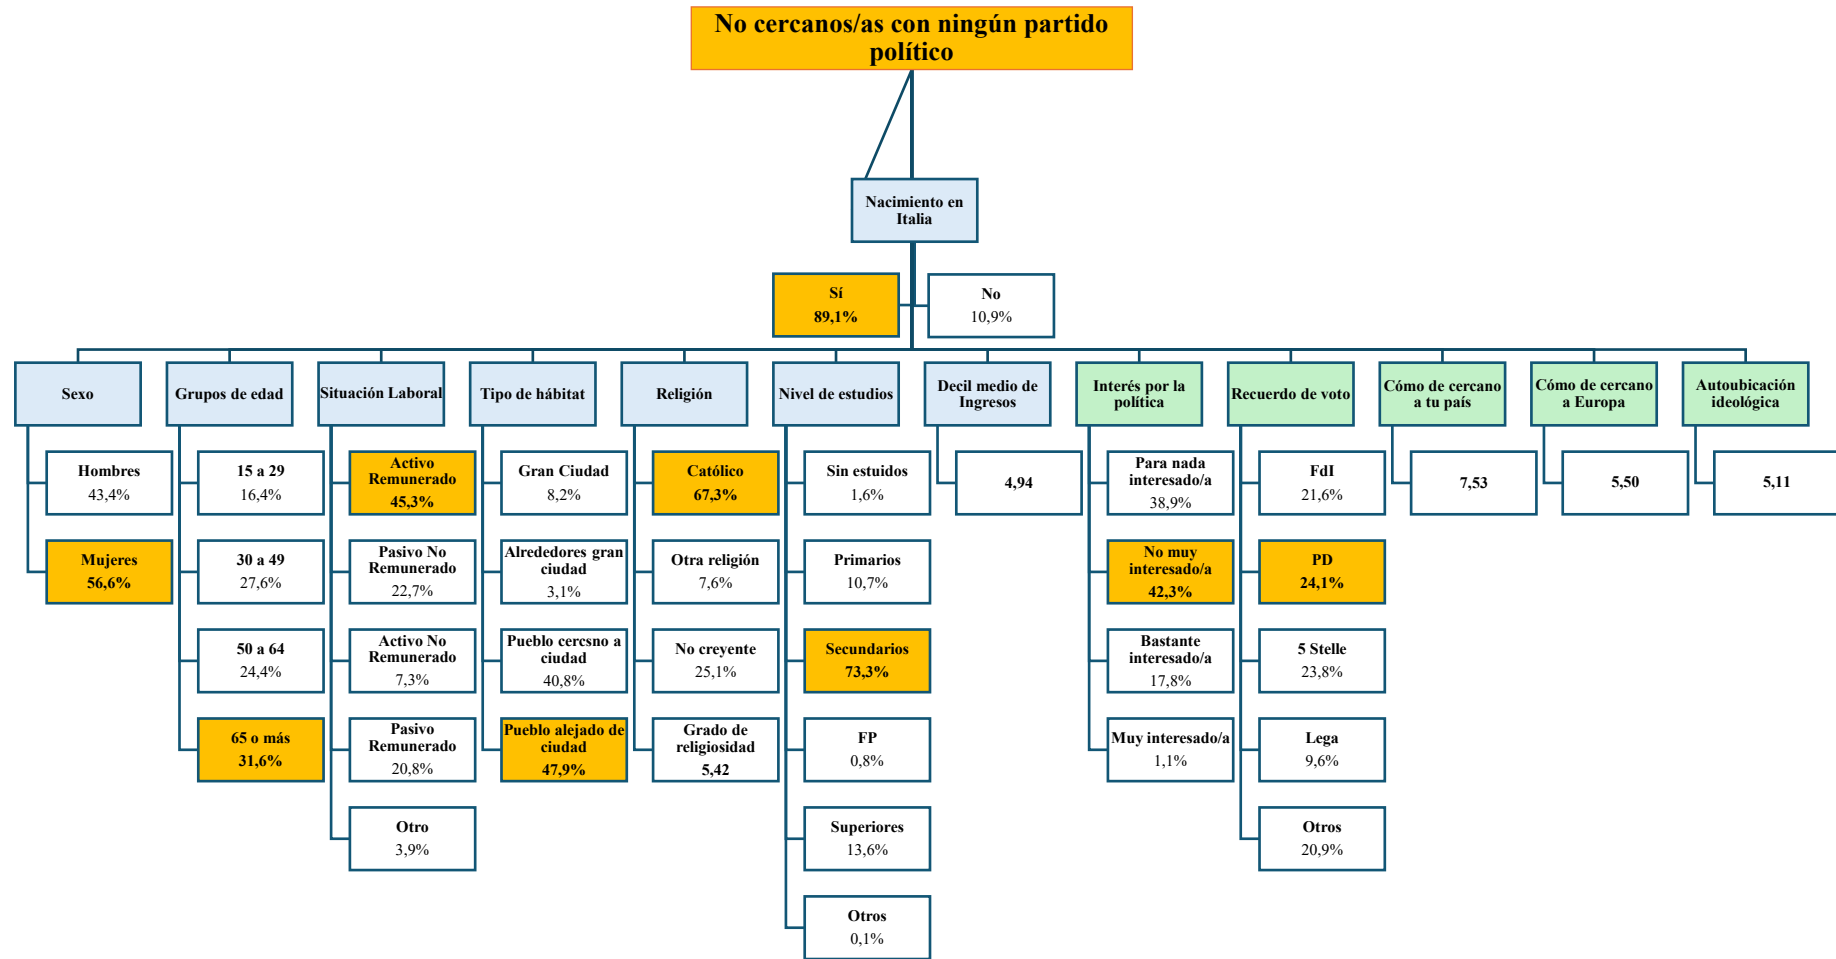 No cercanos/as con ningún partido
político
Nacimiento en
Italia
Sí
89,1%
No
10,9%
Sexo
Hombres
43,4%
Mujeres
56,6%
Grupos de edad
15 a 29
16,4%
30 a 49
27,6%
50 a 64
24,4%
65 o más
31,6%
Situación Laboral
Activo
Remunerado
45,3%
Pasivo No
Remunerado
22,7%
Activo No
Remunerado
7,3%
Pasivo
Remunerado
20,8%
Otro
3,9%
Tipo de hábitat
Gran Ciudad
8,2%
Alrededores gran
ciudad
3,1%
Pueblo cercsno a
ciudad
40,8%
Pueblo alejado de
ciudad
47,9%
Religión
Católico
67,3%
Otra religión
7,6%
No creyente
25,1%
Grado de
religiosidad
5,42
Nivel de estudios
Sin estuidos
1,6%
Primarios
10,7%
Secundarios
73,3%
FP
0,8%
Superiores
13,6%
Otros
0,1%
Decil medio de
Ingresos
4,94
Interés por la
política
Para nada
interesado/a
38,9%
No muy
interesado/a
42,3%
Bastante
interesado/a
17,8%
Muy interesado/a
1,1%
Recuerdo de voto
FdI
21,6%
PD
24,1%
5 Stelle
23,8%
Lega
9,6%
Otros
20,9%
Cómo de cercano
a tu país
7,53
Cómo de cercano
a Europa
5,50
Autoubicación
ideológica
5,11